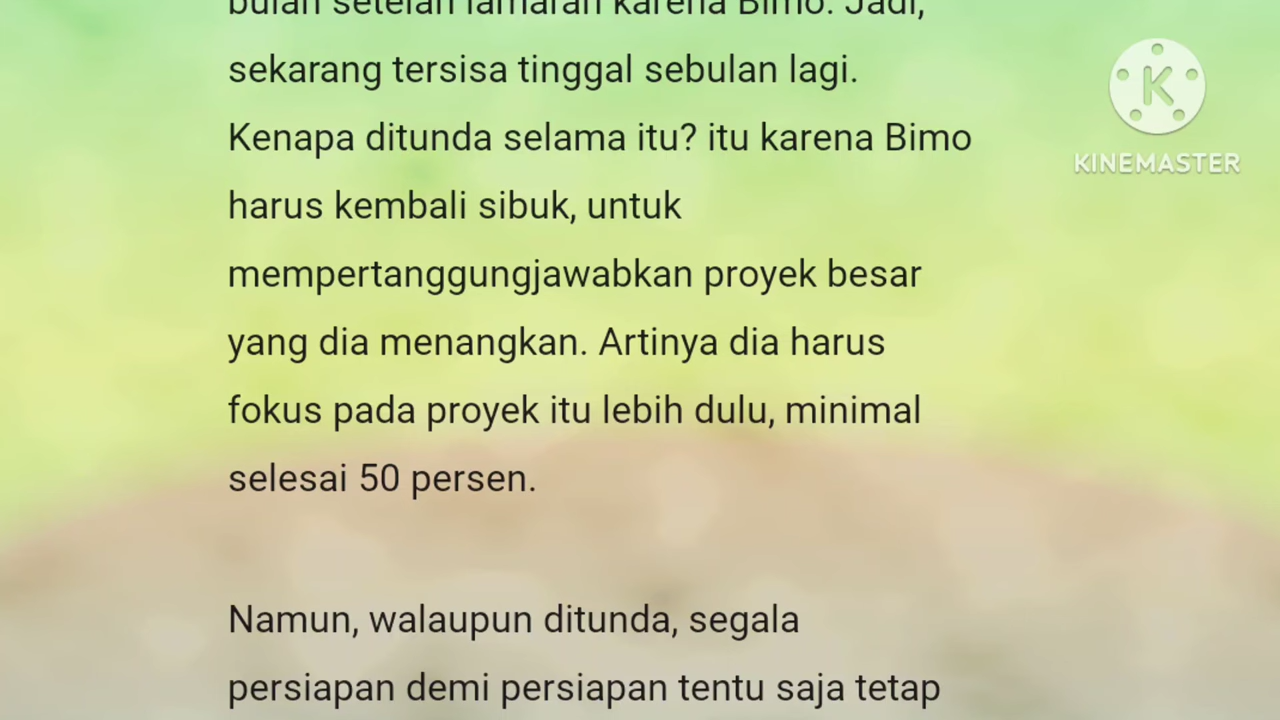 bulan setelah lamaran karena Bimo. Jadi,
sekarang tersisa tinggal sebulan lagi.
Kenapa ditunda selama itu? itu karena Bimo
harus kembali sibuk, untuk
mempertanggungjawabkan proyek besar
yang dia menangkan. Artinya dia harus
fokus pada proyek itu lebih dulu, minimal
selesai 50 persen.
Namun, walaupun ditunda, segala
persiapan demi persiapan tentu saja tetap
K
KINEMASTER